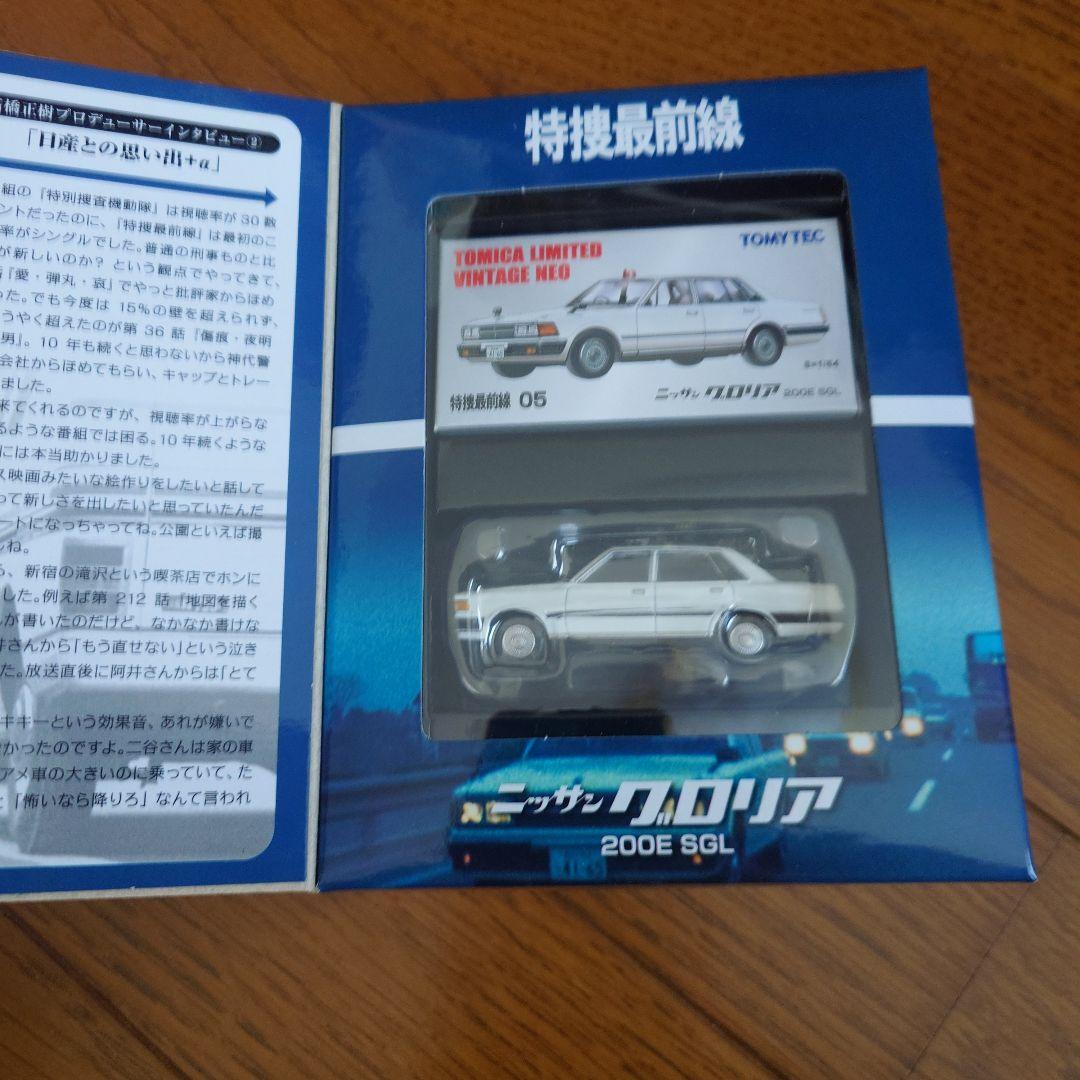 橋正樹プロデューサーインタビュー②
「日産との思い出+α」
組の『特別捜査機動隊』は視聴率が30数
ントだったのに、『特捜最前線』は最初のこ
率がシングルでした。普通の刑事ものと比
が新しいのか? という観点でやってきて、
『愛・弾丸・哀』でやっと批評家からほめ
った。でも今度は 15%の壁を超えられず、
うやく超えたのが第 36 話『傷痕・夜明
男』。10 年も続くと思わないから神代警
会社からほめてもらい、キャップとトレー
ました。
来てくれるのですが、視聴率が上がらな
るような番組では困る。10年続くような
には本当助かりました。
ス映画みたいな絵作りをしたいと話して
って新しさを出したいと思っていたんだ
ートになっちゃってね。公園といえば撮
しね。
ら、新宿の滝沢という喫茶店でホンに
した。例えば第 212 話『地図を描く
が書いたのだけど、なかなか書けな
井さんから「もう直せない」という泣き
た。放送直後に阿井さんからは「とて
キキーという効果音、あれが嫌いで
かったのですよ。二谷さんは家の車
アメ車の大きいのに乗っていて、た
と「怖いなら降りろ」なんて言われ
特捜最前線
TOMICA LIMITED
VINTAGE NEO
TOMYTEC
S=1/64
特捜最前線 05
ニッサン グロリア 200E SGL
ニッサン グロリア
200E SGL